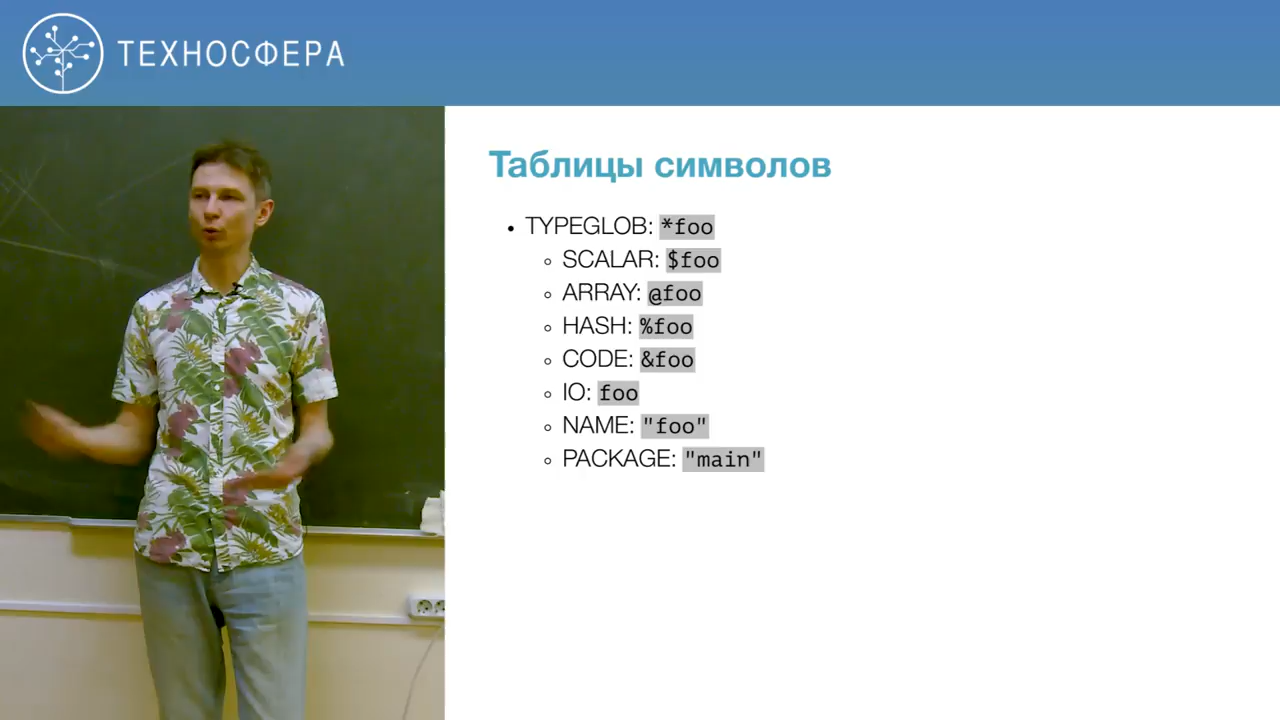 ТЕХНОСФЕРА
Таблицы символов
• TYPEGLOB: *foo
◦ SCALAR: $foo
◦ ARRAY: @foo
◦ HASH: %foo
◦ CODE: &foo
◦ IO: foo
◦ NAME: "foo"
◦ PACKAGE: "main"